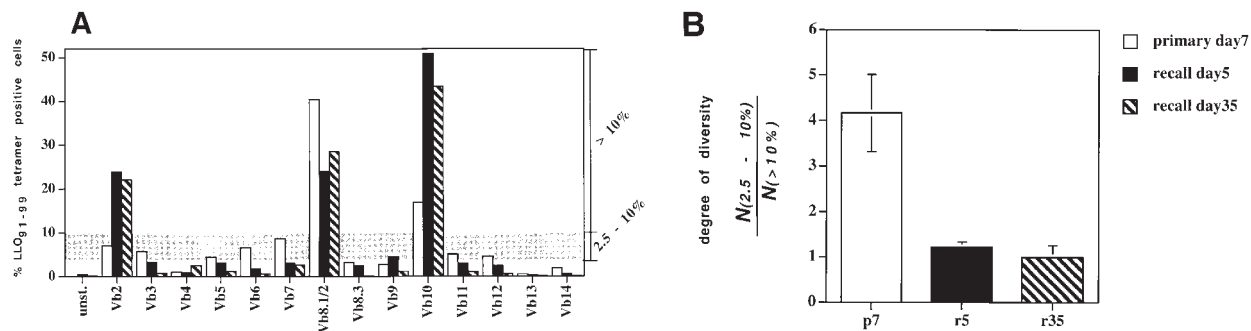 A
% LLO91-99 tetramer positive cells
50
40
30
20
10
0
unst.
Vb2
Vb3
Vb4
Vb5
Vb6
Vb7
Vb8.1/2
Vb8.3
Vb9
Vb10
Vb11
Vb12
Vb13
Vb14
> 10%
2.5 - 10%
B
degree of diversity
N(2.5 - 10%)
N(>10%)
6
5
4
3
2
1
0
p7
r5
r35
primary day7
recall day5
recall day35